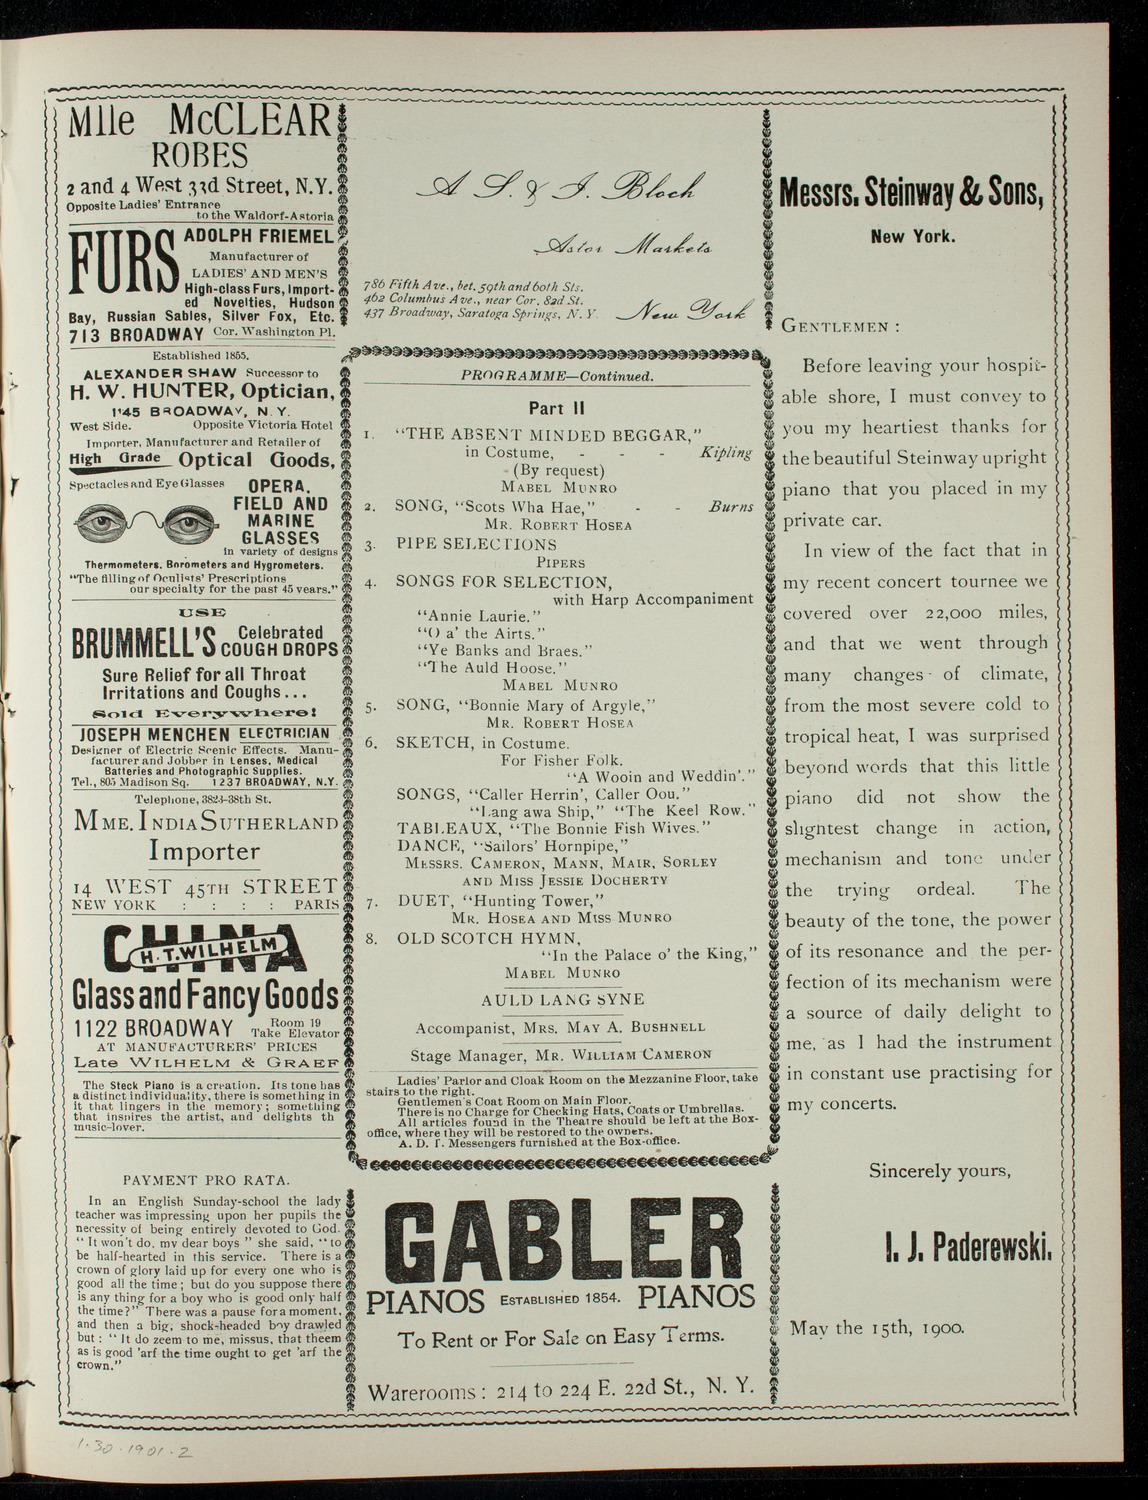 Mlle McCLEAR
ROBES
2 and 4 West 33d Street, N.Y.
Opposite Ladies' Entrance
to the Waldorf-Astoria
FURS
ADOLPH FRIEMEL
Manufacturer of
LADIES' AND MEN'S
High-class Furs, Import-
ed Novelties, Hudson
Bay, Russian Sables, Silver Fox, Etc.
713 BROADWAY Cor. Washington Pl.
Established 1855.
ALEXANDER SHAW Successor to
H. W. HUNTER, Optician,
1145 BROADWAY, N. Y.
West Side. Opposite Victoria Hotel
Importer, Manufacturer and Retailer of
High Grade Optical Goods,
Spectacles and Eye Glasses
OPERA,
FIELD AND
MARINE
GLASSES
in variety of designs
Thermometers, Borometers and Hygrometers.
"The filling of Oculists' Prescriptions
our specialty for the past 45 years."
USE
BRUMMELL'S Celebrated
COUGH DROPS
Sure Relief for all Throat
Irritations and Coughs...
Sold Everywhere!
JOSEPH MENCHEN ELECTRICIAN
Designer of Electric Scenic Effects. Manu-
facturer and Jobber in Lenses, Medical
Batteries and Photographic Supplies.
Tel., 805 Madison Sq. 1237 BROADWAY, N.Y.
Telephone, 3823-38th St.
MME. INDIA SUTHERLAND
Importer
14 WEST 45TH STREET
NEW YORK : : : : PARIS
CHINA
H. T. WILHELM
Glass and Fancy Goods
1122 BROADWAY Room 19
Take Elevator
AT MANUFACTURERS' PRICES
Late WILHELM & GRAEF
The Steck Piano is a creation. Its tone has
a distinct individuality, there is something in
it that lingers in the memory; something
that inspires the artist, and delights th
music-lover.
PAYMENT PRO RATA.
In an English Sunday-school the lady
teacher was impressing upon her pupils the
necessity of being entirely devoted to God.
"It won't do, my dear boys" she said, "to
be half-hearted in this service. There is a
crown of glory laid up for every one who is
good all the time; but do you suppose there
is any thing for a boy who is good only half
the time?" There was a pause for a moment,
and then a big, shock-headed boy drawled
but: "It do zeem to me, missus, that theem
as is good 'arf the time ought to get 'arf the
crown."
A S. & I. Bloch
Astor Markets
786 Fifth Ave., bet. 59th and 60th Sts.
462 Columbus Ave., near Cor. 82d St.
437 Broadway, Saratoga Springs, N. Y.
New York
PROGRAMME—Continued.
Part II
1. "THE ABSENT MINDED BEGGAR,"
in Costume, - - - Kipling
(By request)
MABEL MUNRO
2. SONG, "Scots Wha Hae," - - Burns
MR. ROBERT HOSEA
3. PIPE SELECTIONS
PIPERS
4. SONGS FOR SELECTION,
with Harp Accompaniment
"Annie Laurie."
"O a' the Airts."
"Ye Banks and Braes."
"The Auld Hoose."
MABEL MUNRO
5. SONG, "Bonnie Mary of Argyle,"
MR. ROBERT HOSEA
6. SKETCH, in Costume.
For Fisher Folk.
"A Wooin and Weddin'."
SONGS, "Caller Herrin', Caller Oou."
"Lang awa Ship," "The Keel Row."
TABLEAUX, "The Bonnie Fish Wives."
DANCE, "Sailors' Hornpipe,"
MESSRS. CAMERON, MANN, MAIR, SORLEY
AND MISS JESSIE DOCHERTY
7. DUET, "Hunting Tower,"
MR. HOSEA AND MISS MUNRO
8. OLD SCOTCH HYMN,
"In the Palace o' the King,"
MABEL MUNRO
AULD LANG SYNE
Accompanist, MRS. MAY A. BUSHNELL
Stage Manager, MR. WILLIAM CAMERON
Ladies' Parlor and Cloak Room on the Mezzanine Floor, take
stairs to the right.
Gentlemen's Coat Room on Main Floor.
There is no Charge for Checking Hats, Coats or Umbrellas.
All articles found in the Theatre should be left at the Box-
office, where they will be restored to the owners.
A. D. T. Messengers furnished at the Box-office.
GABLER
PIANOS ESTABLISHED 1854. PIANOS
To Rent or For Sale on Easy Terms.
Warerooms: 214 to 224 E. 22d St., N. Y.
Messrs. Steinway & Sons,
New York.
GENTLEMEN:
Before leaving your hospit-
able shore, I must convey to
you my heartiest thanks for
the beautiful Steinway upright
piano that you placed in my
private car.
In view of the fact that in
my recent concert tournee we
covered over 22,000 miles,
and that we went through
many changes of climate,
from the most severe cold to
tropical heat, I was surprised
beyond words that this little
piano did not show the
slightest change in action,
mechanism and tone under
the trying ordeal. The
beauty of the tone, the power
of its resonance and the per-
fection of its mechanism were
a source of daily delight to
me, as I had the instrument
in constant use practising for
my concerts.
Sincerely yours,
I. J. Paderewski.
May the 15th, 1900.
1-30-1901-2